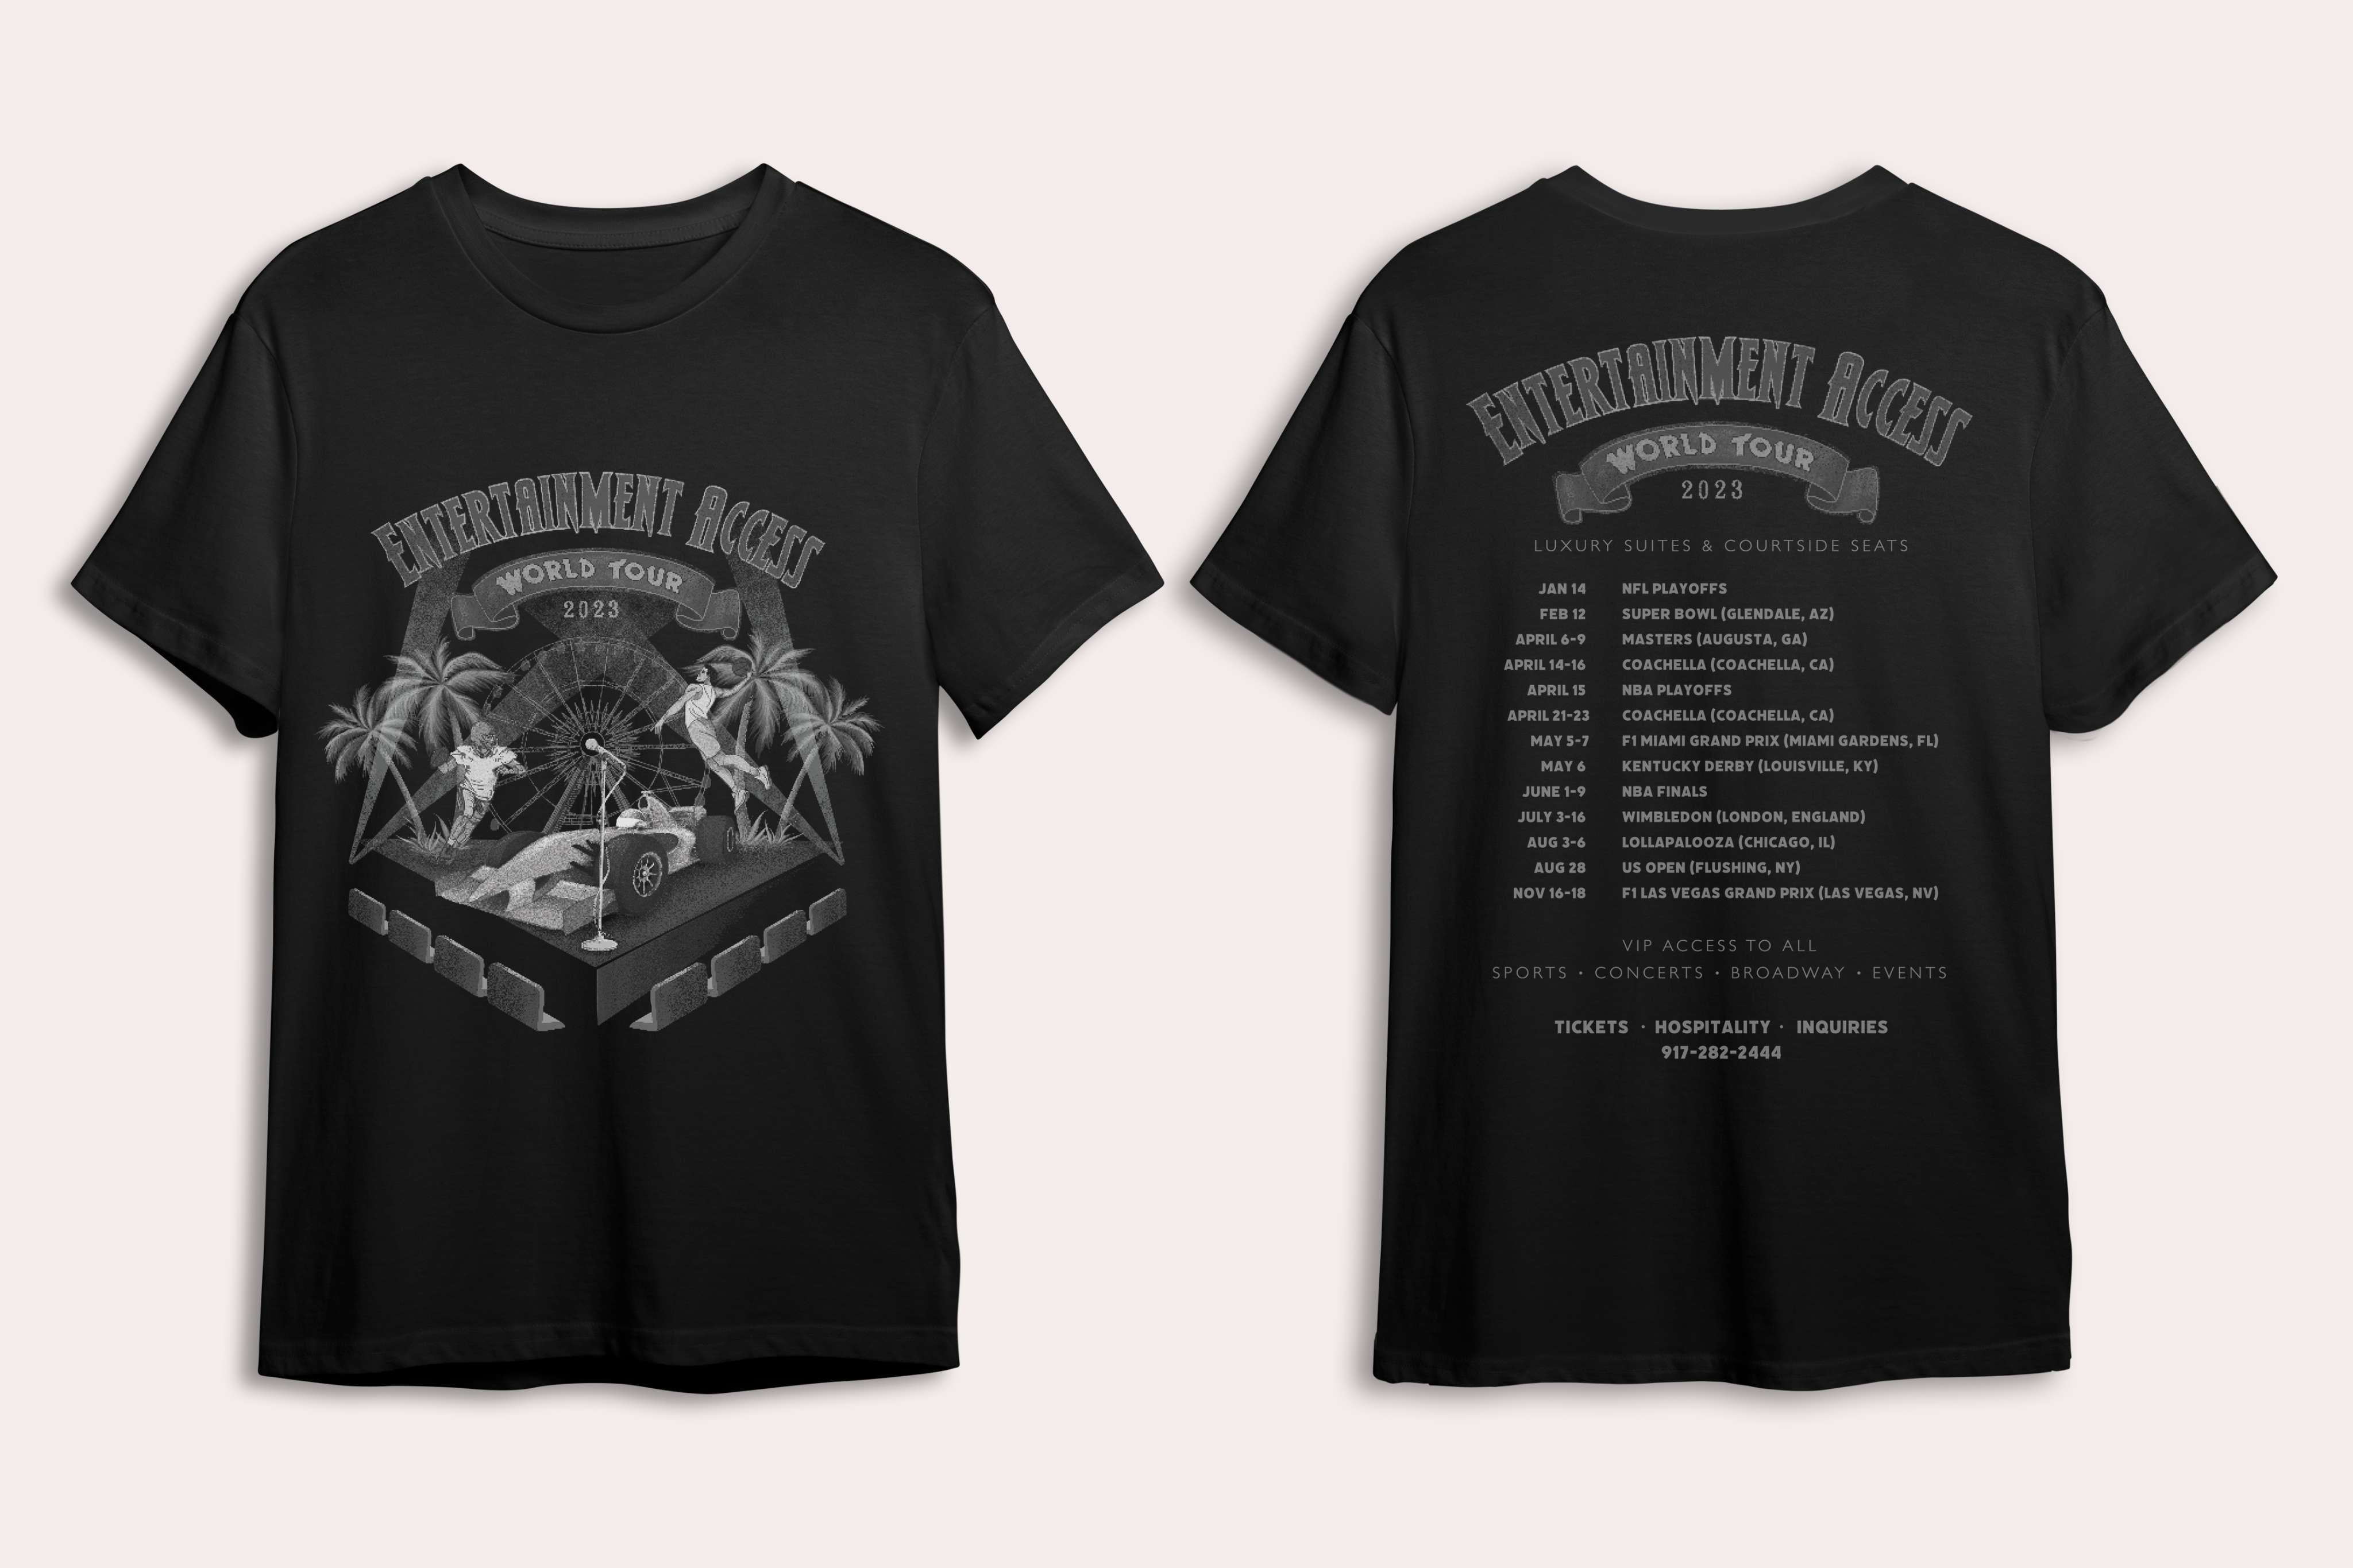 ENTERTAINMENT ACCESS
WORLD TOUR
2023
ENTERTAINMENT ACCESS
WORLD TOUR
2023
LUXURY SUITES & COURTSIDE SEATS
JAN 14 NFL PLAYOFFS
FEB 12 SUPER BOWL (GLENDALE, AZ)
APRIL 6-9 MASTERS (AUGUSTA, GA)
APRIL 14-16 COACHELLA (COACHELLA, CA)
APRIL 15 NBA PLAYOFFS
APRIL 21-23 COACHELLA (COACHELLA, CA)
MAY 5-7 F1 MIAMI GRAND PRIX (MIAMI GARDENS, FL)
MAY 6 KENTUCKY DERBY (LOUISVILLE, KY)
JUNE 1-9 NBA FINALS
JULY 3-16 WIMBLEDON (LONDON, ENGLAND)
AUG 3-6 LOLLAPALOOZA (CHICAGO, IL)
AUG 28 US OPEN (FLUSHING, NY)
NOV 16-18 F1 LAS VEGAS GRAND PRIX (LAS VEGAS, NV)
VIP ACCESS TO ALL
SPORTS • CONCERTS • BROADWAY • EVENTS
TICKETS · HOSPITALITY · INQUIRIES
917-282-2444